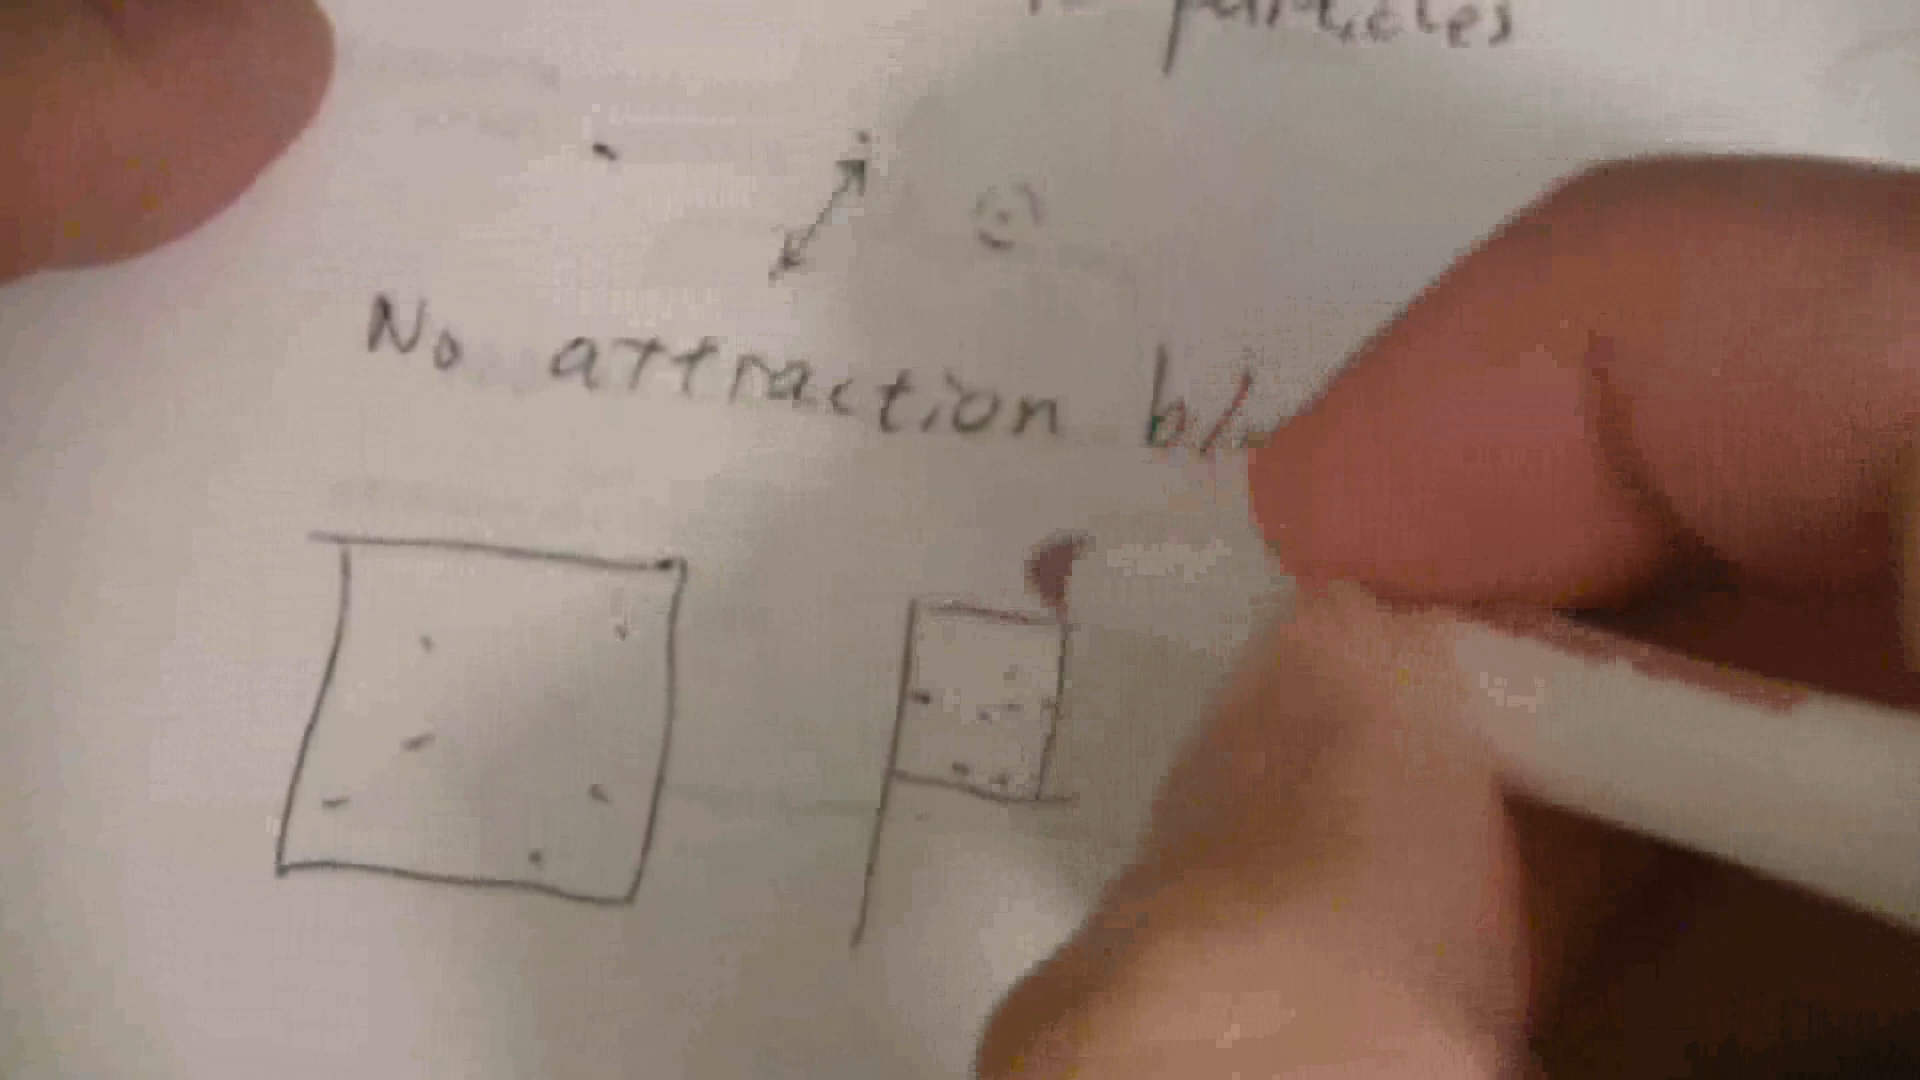 particles
No attraction b/